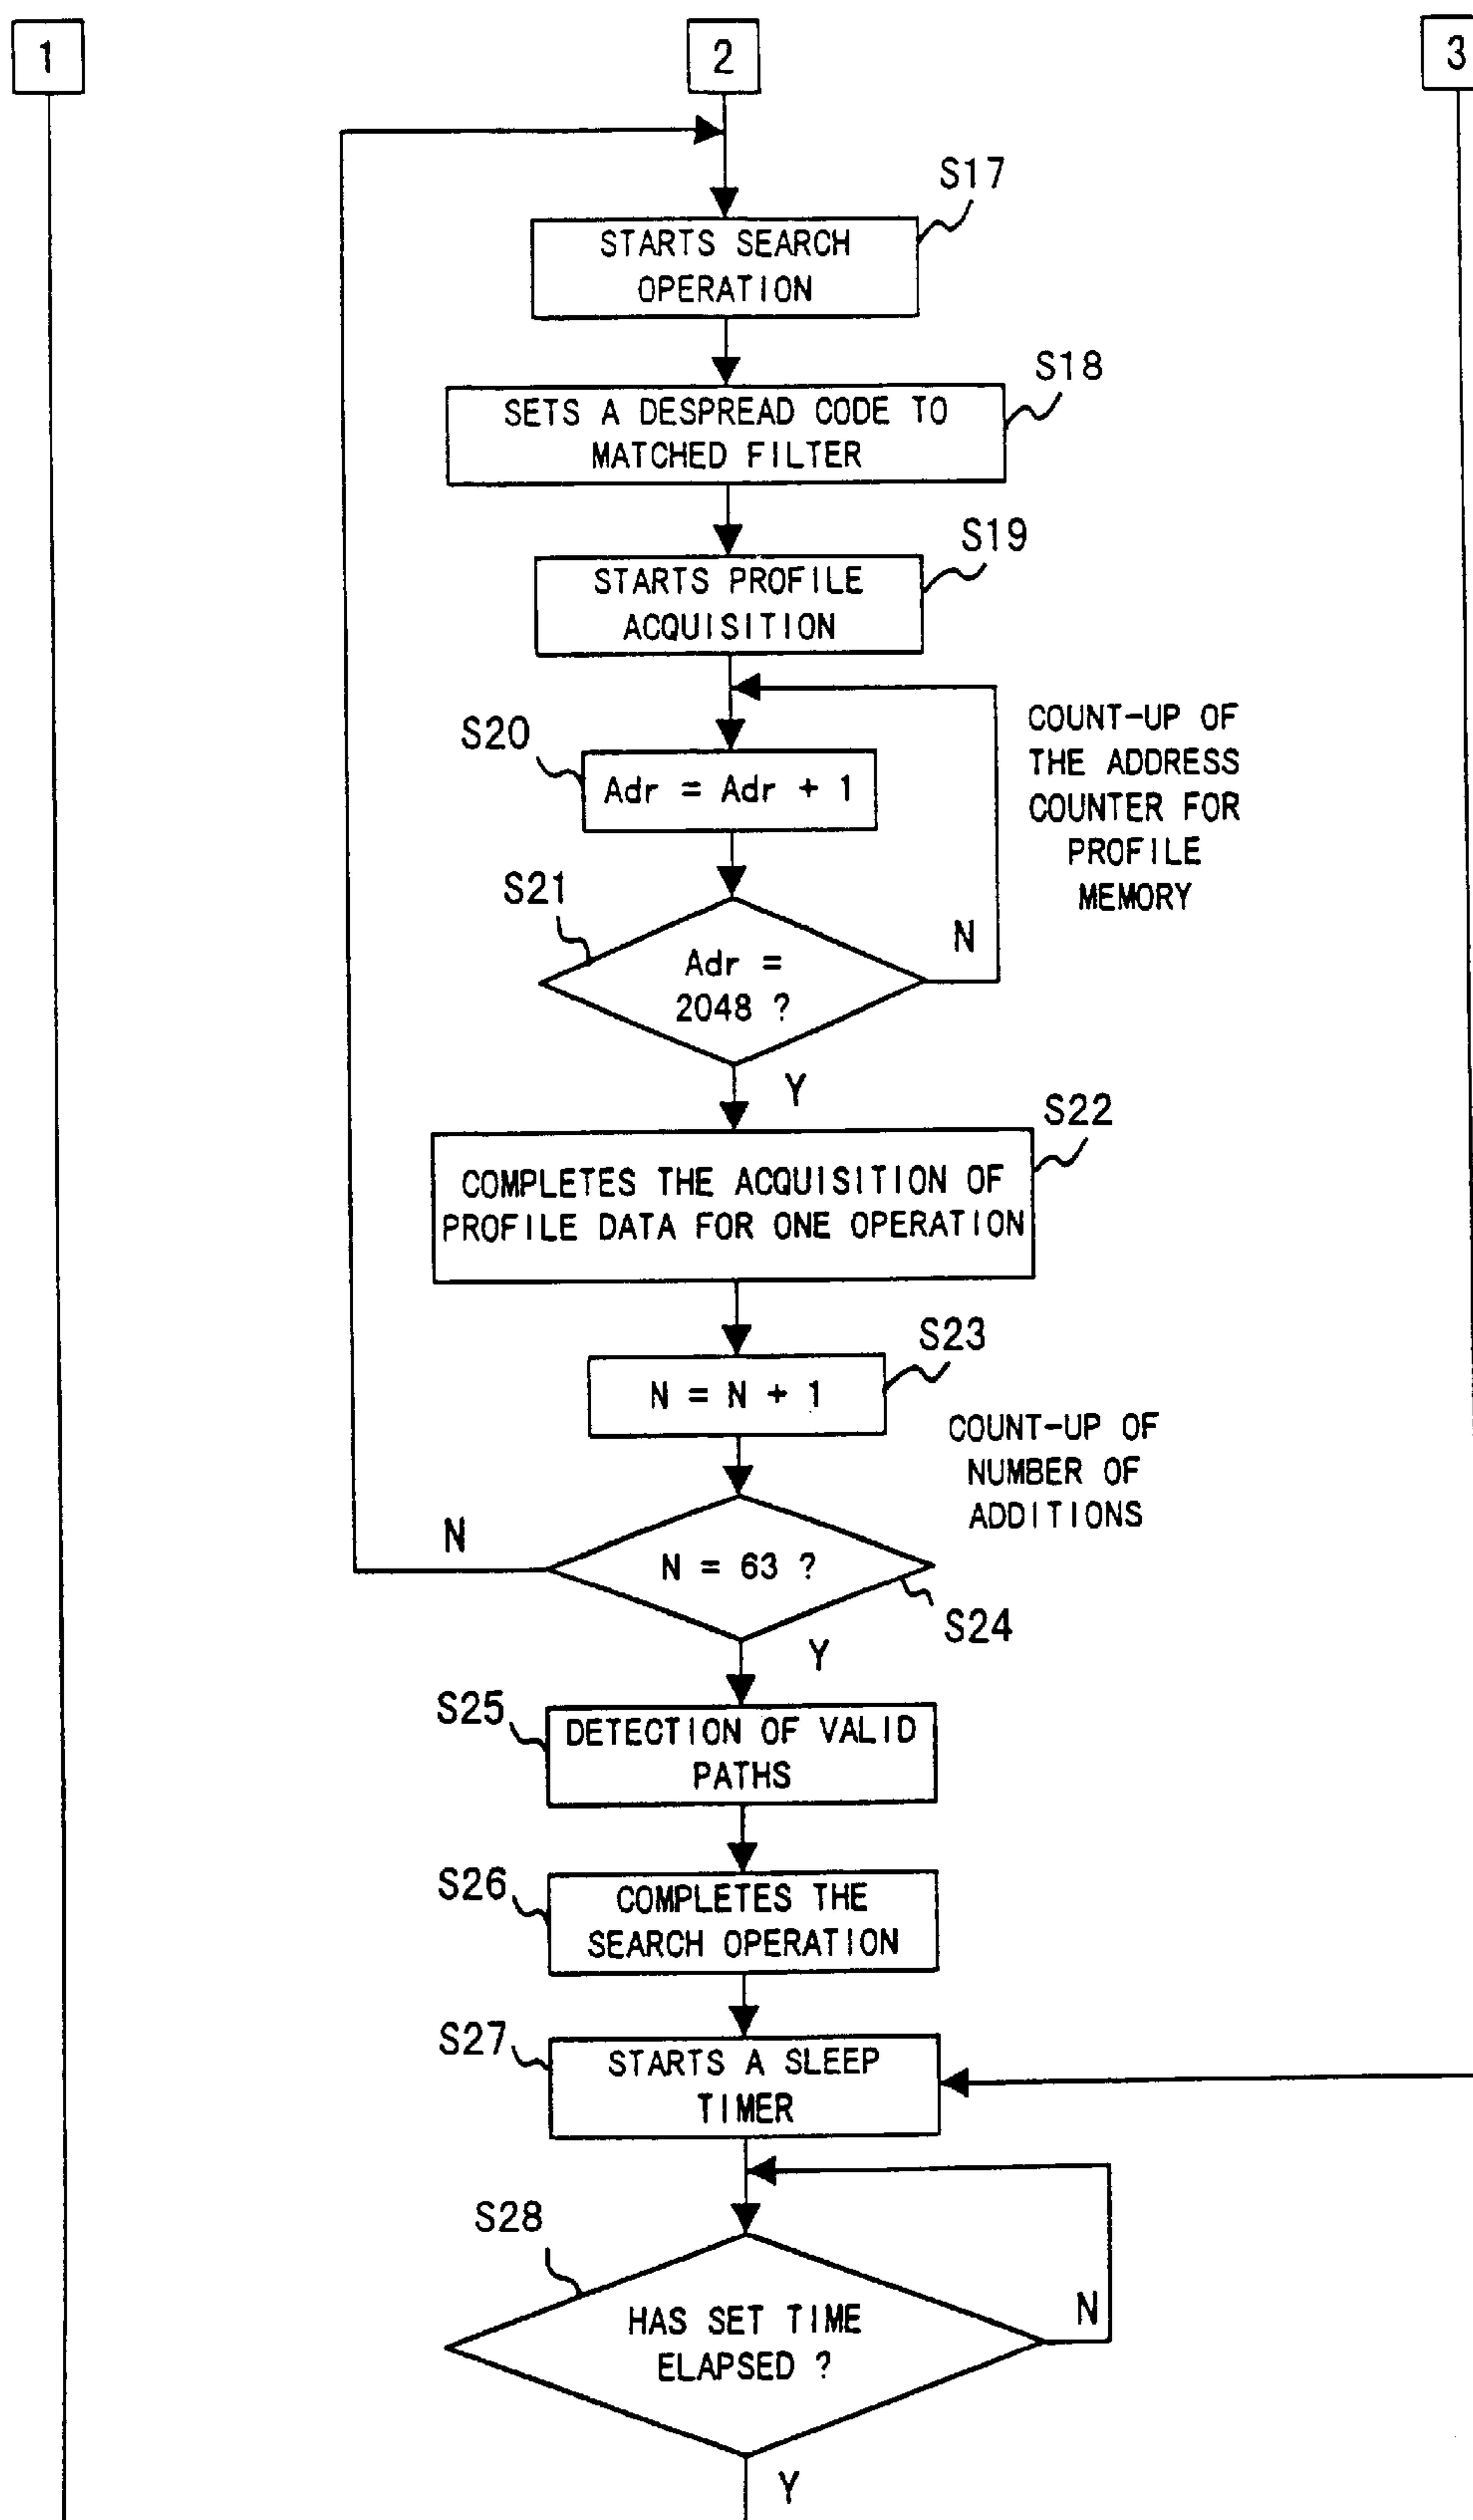 1
2
3
S17
STARTS SEARCH
OPERATION
S18
SETS A DESPREAD CODE TO
MATCHED FILTER
S19
STARTS PROFILE
ACQUISITION
S20
Adr = Adr + 1
COUNT-UP OF
THE ADDRESS
COUNTER FOR
PROFILE
MEMORY
S21
Adr =
2048 ?
N
Y
S22
COMPLETES THE ACQUISITION OF
PROFILE DATA FOR ONE OPERATION
S23
N = N + 1
COUNT-UP OF
NUMBER OF
ADDITIONS
N
N = 63 ?
S24
Y
S25
DETECTION OF VALID
PATHS
S26
COMPLETES THE
SEARCH OPERATION
S27
STARTS A SLEEP
TIMER
S28
HAS SET TIME
ELAPSED ?
N
Y